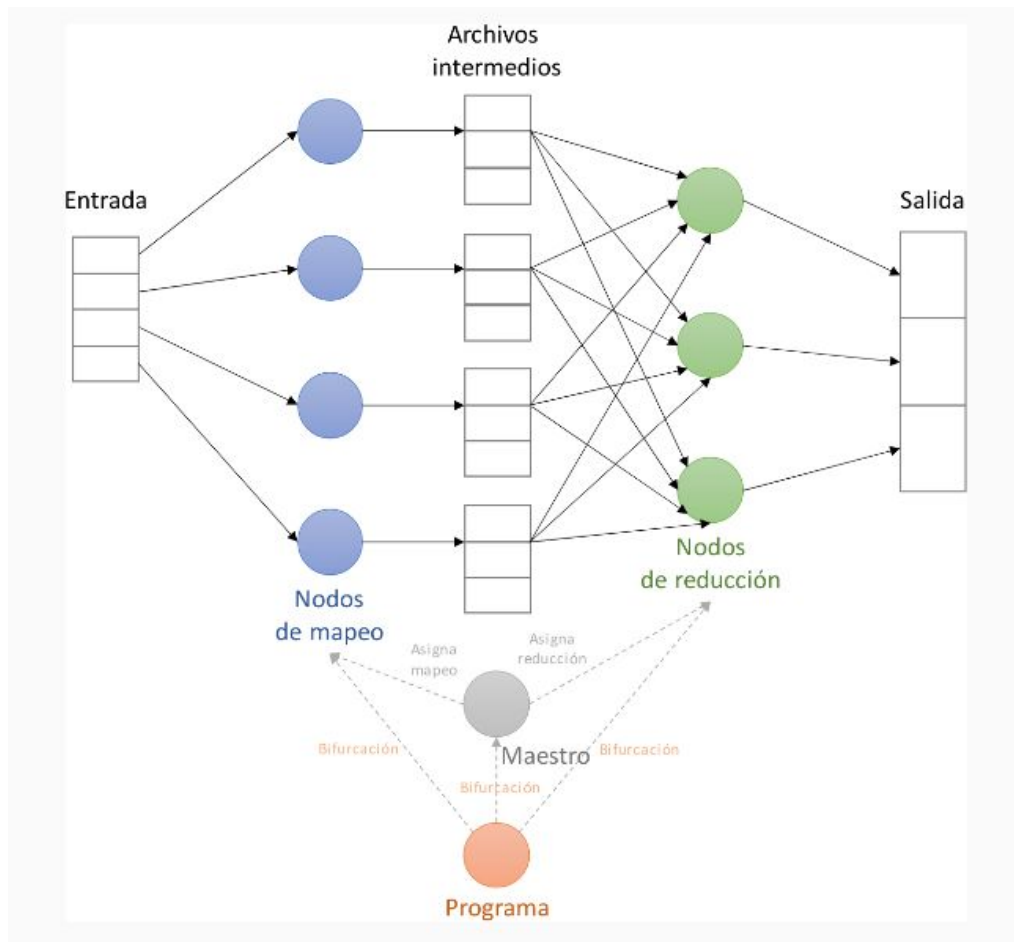 Archivos
intermedios
Entrada
Salida
Nodos
de mapeo
Nodos
de reducción
Asigna
mapeo
Asigna
reducción
Maestro
Bifurcación
Bifurcación
Bifurcación
Programa